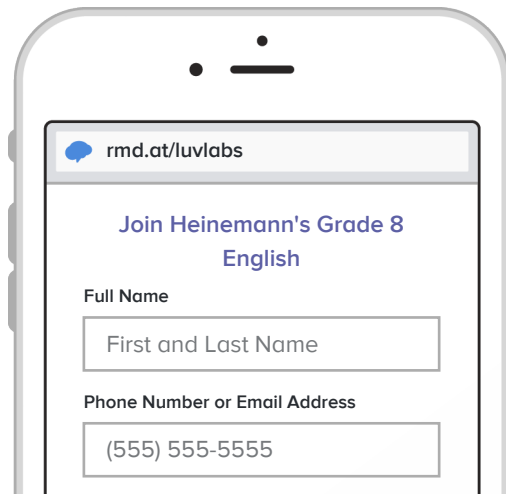 rmd.at/luvlabs
Join Heinemann's Grade 8
English
Full Name
First and Last Name
Phone Number or Email Address
(555) 555-5555